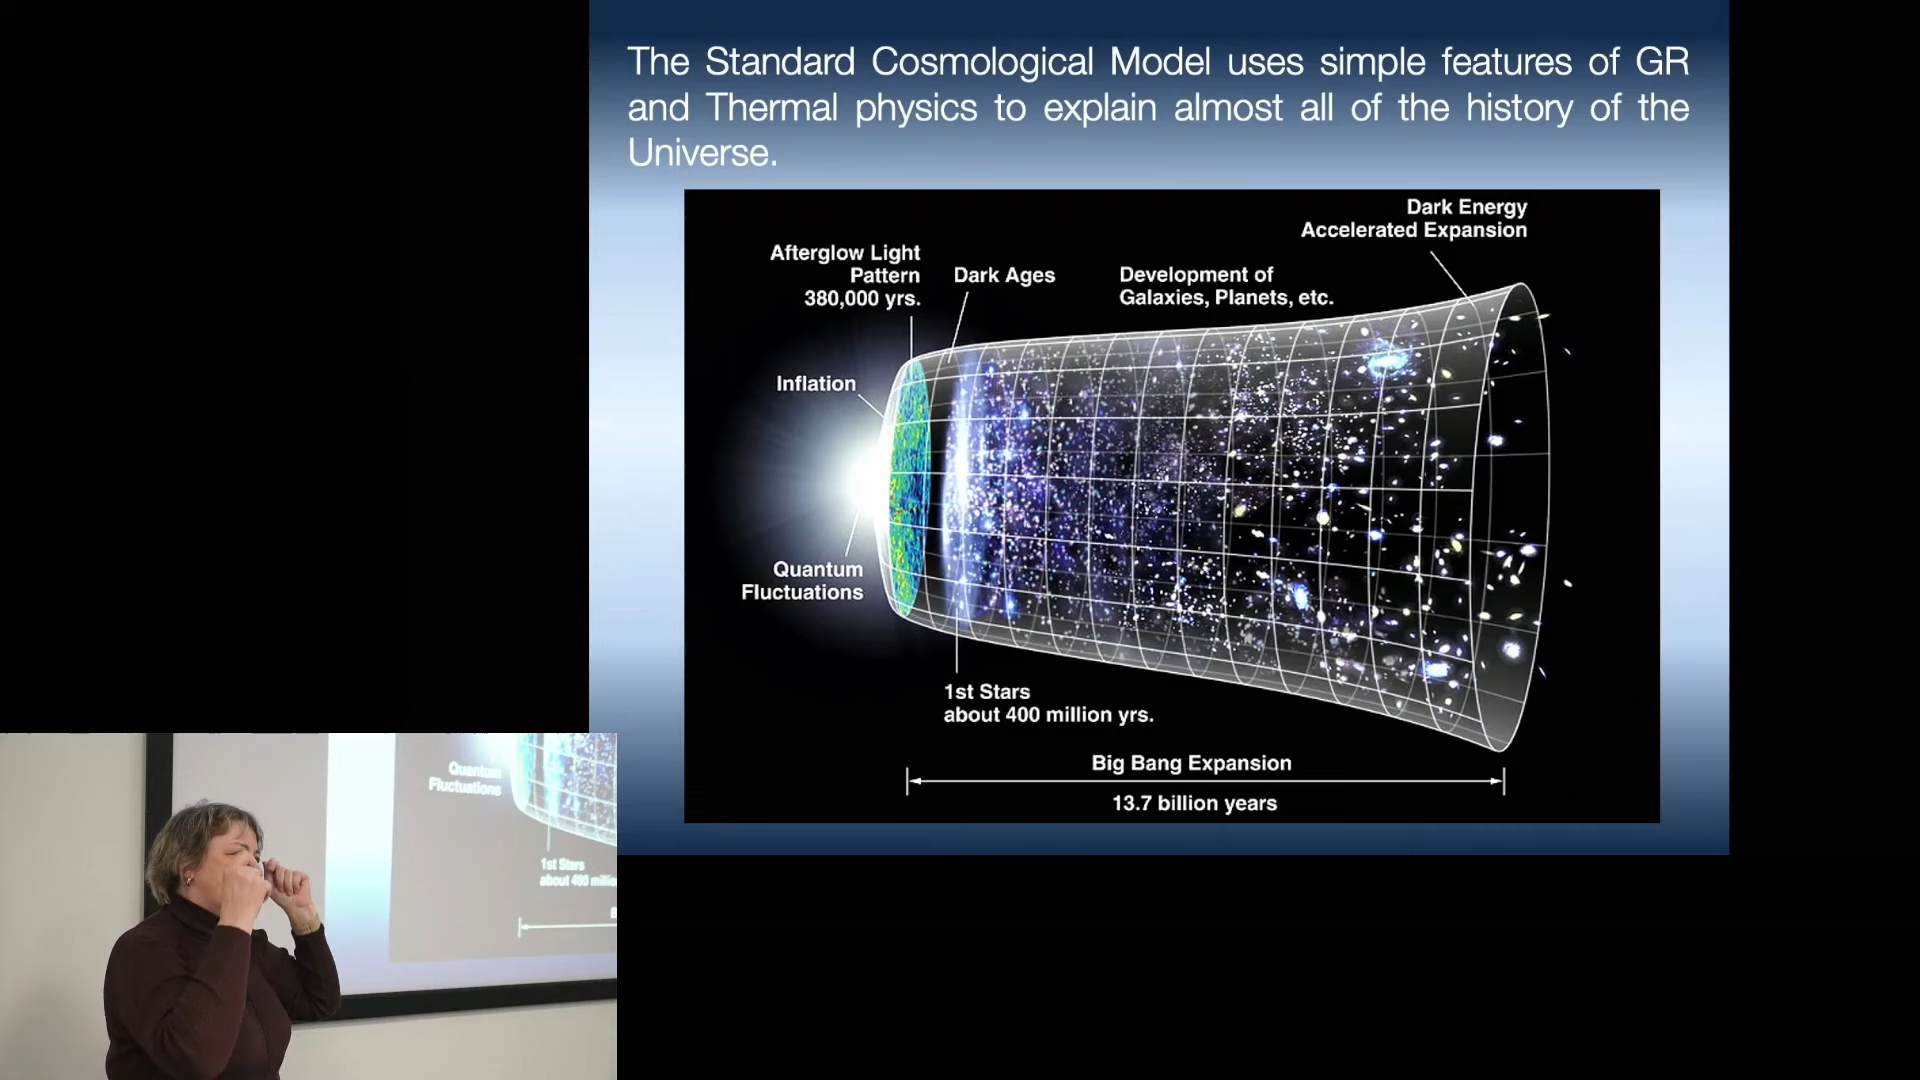 The Standard Cosmological Model uses simple features of GR
and Thermal physics to explain almost all of the history of the
Universe.
Dark Energy
Accelerated Expansion
Afterglow Light
Pattern
380,000 yrs.
Dark Ages
Development of
Galaxies, Planets, etc.
Inflation
Quantum
Fluctuations
1st Stars
about 400 million yrs.
Big Bang Expansion
13.7 billion years
Quantum
Fluctuations
1st Stars
about 400 millio
B